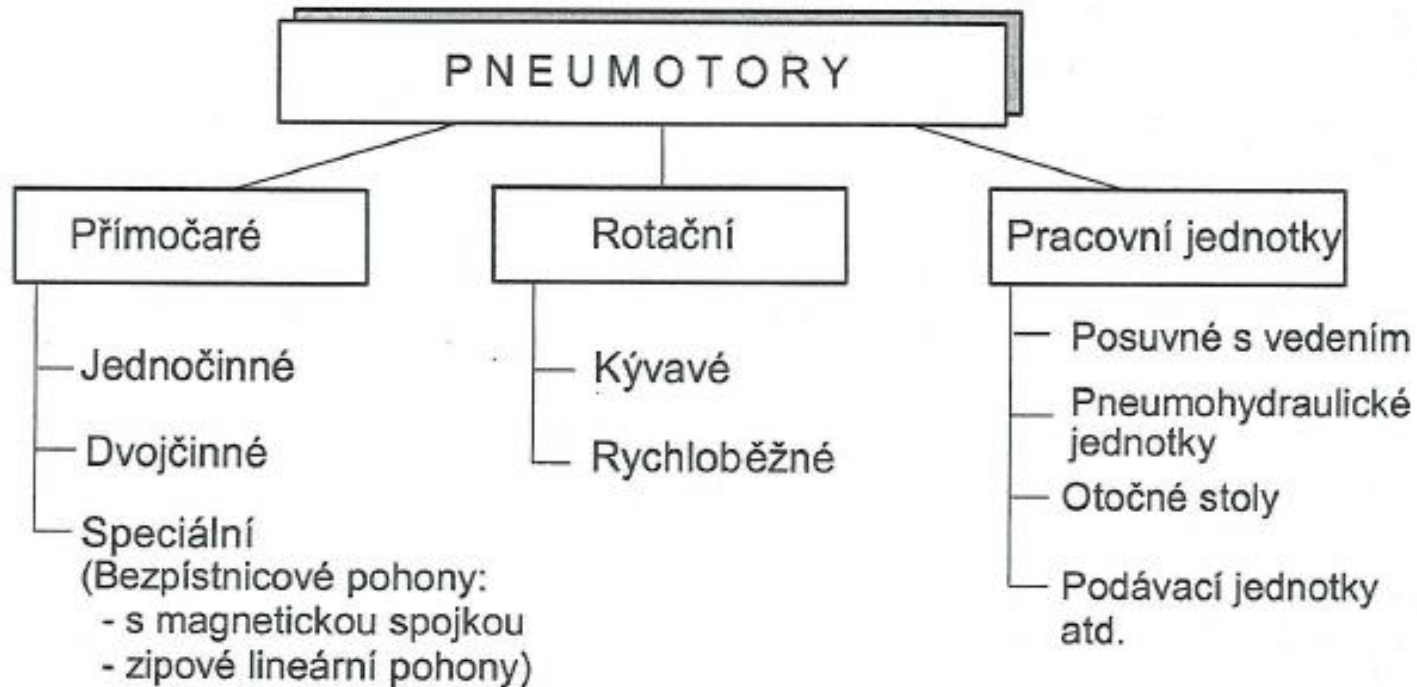 PNEUMOTORY
Přímočaré
Jednočinné
Dvojčinné
Speciální
(Bezpístnicové pohony:
- s magnetickou spojkou
- zipové lineární pohony)
Rotační
Kývavé
Rychloběžné
Pracovní jednotky
Posuvné s vedením
Pneumohydraulické
jednotky
Otočné stoly
Podávací jednotky
atd.